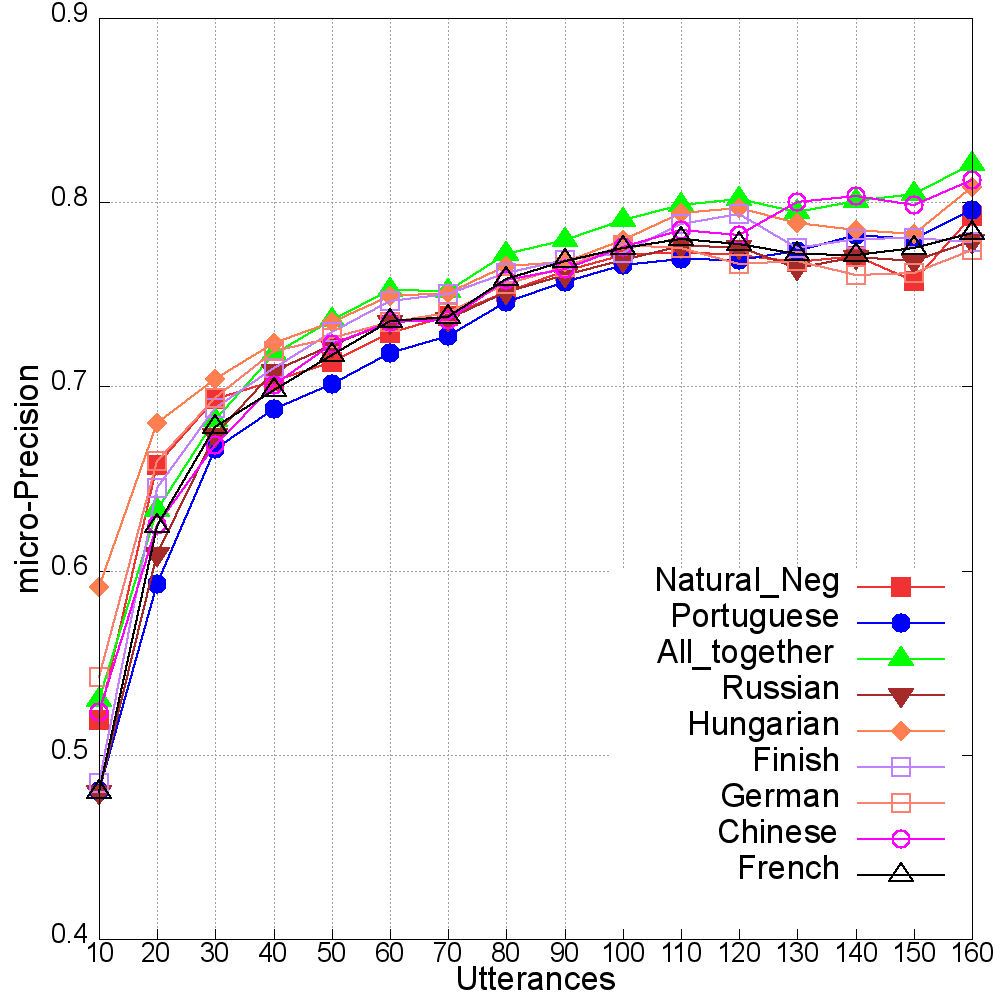 0.9
0.8
0.7
0.6
0.5
0.4
micro-Precision
Natural_Neg
Portuguese
All_together
Russian
Hungarian
Finish
German
Chinese
French
10 20 30 40 50 60 70 80 90 100 110 120 130 140 150 160
Utterances